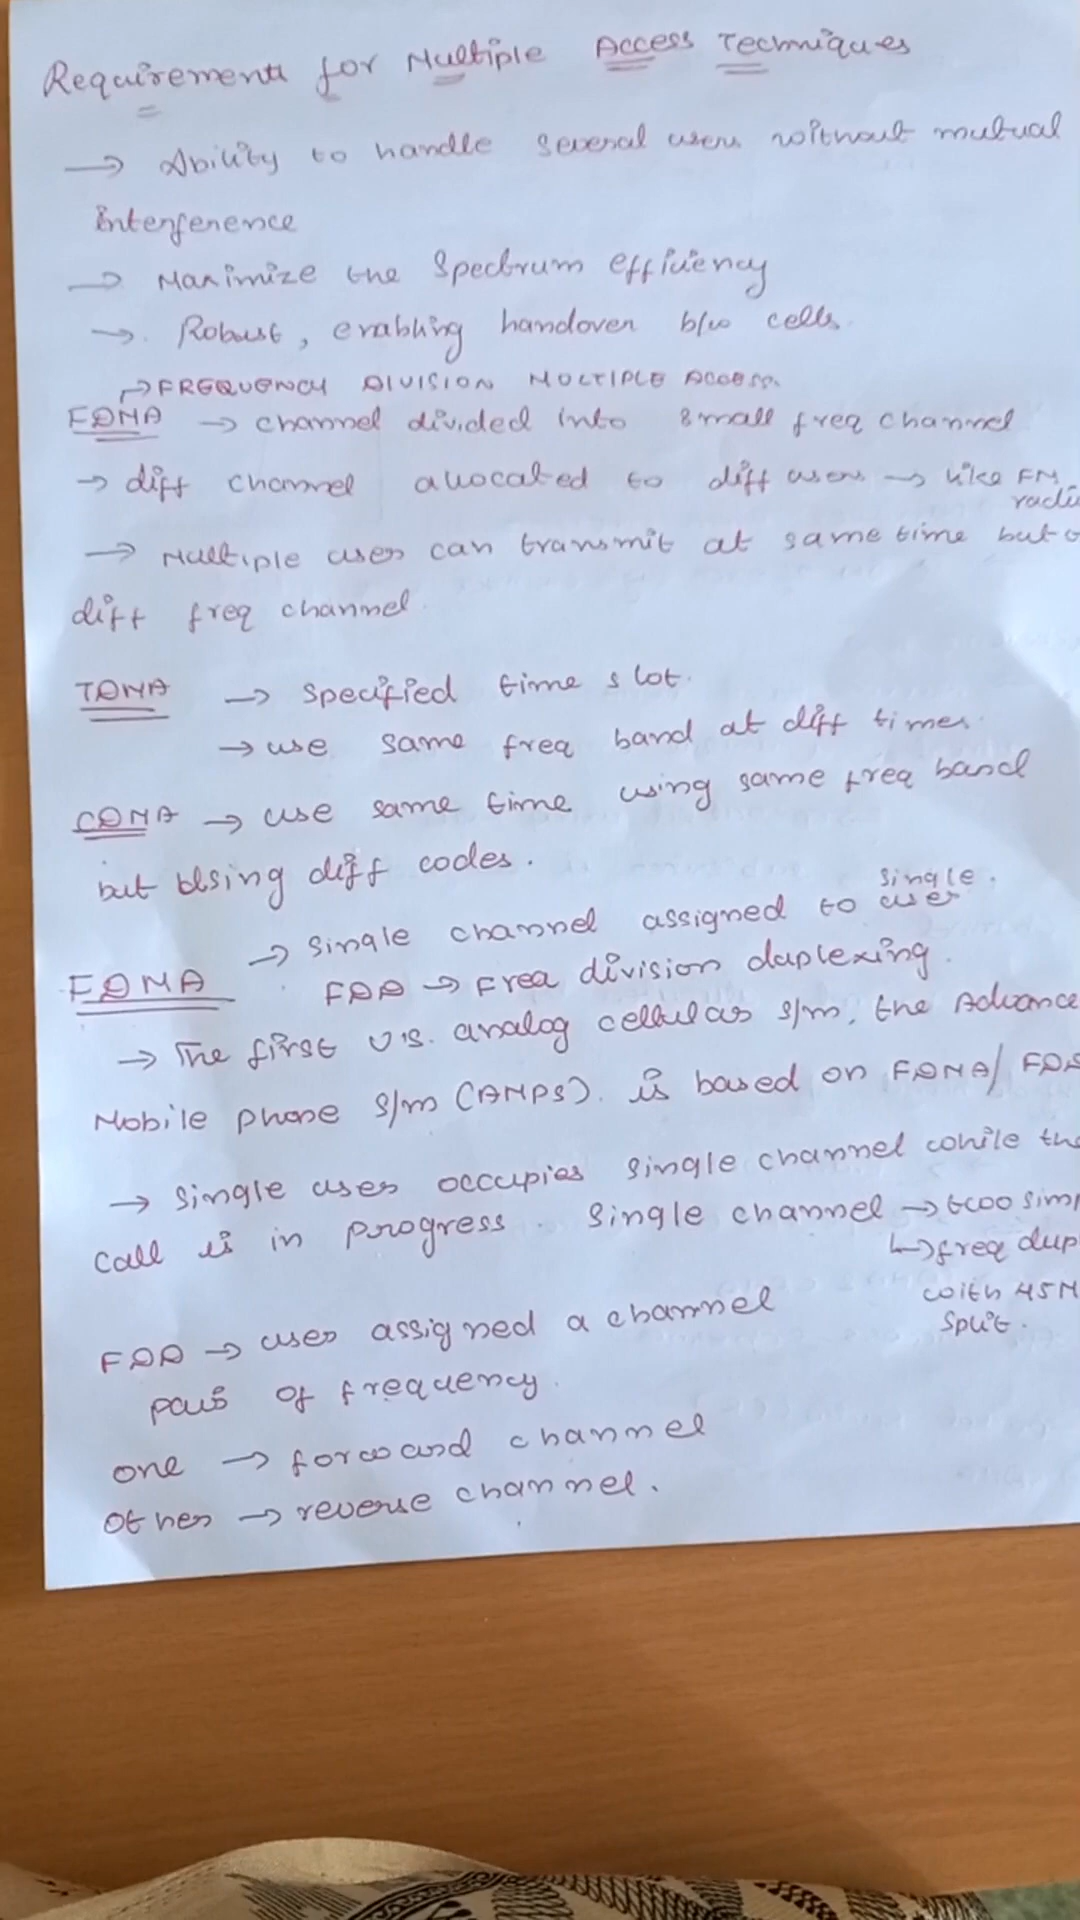 Requirements for Multiple Access Techniques
→ Ability to handle several users without mutual
interference
→ Maximize the Spectrum efficiency
→ Robust, enabling handover b/w cells.
→ FREQUENCY DIVISION MULTIPLE ACCESS.
FDMA → channel divided into small freq channel
→ diff channel allocated to diff users → like FM
radio
→ Multiple users can transmit at same time but
diff freq channel.
TDMA → Specified time slot.
→ use same freq band at diff times.
CDMA → use same time using same freq band
but using diff codes.
single.
→ Single channel assigned to user
FDMA
FDD → Freq division duplexing.
→ The first U.S. analog cellular s/m, the Advance
Mobile phone s/m (AMPS). is based on FDMA/ FDD
→ Single user occupies single channel while the
call is in progress. Single channel → two simp
↳ freq dup
with 45M
split.
FDD → user assigned a channel
pair of frequency.
one → forward channel
other → reverse channel.